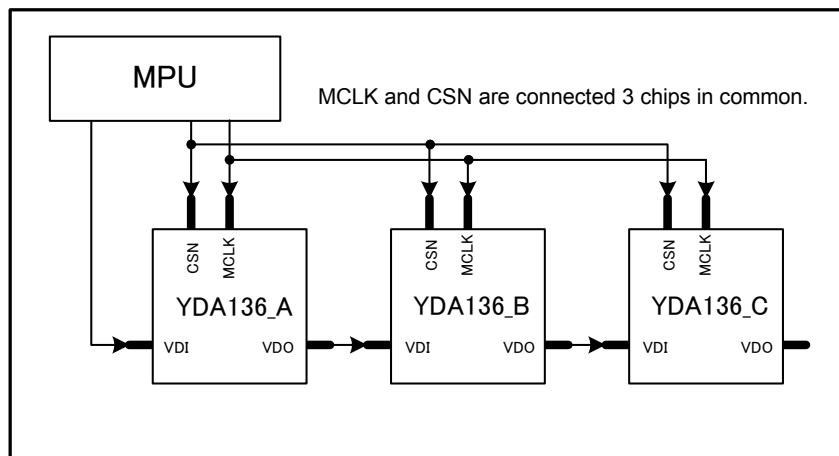 MPU
MCLK and CSN are connected 3 chips in common.
CSN
MCLK
YDA136_A
VDI
VDO
CSN
MCLK
YDA136_B
VDI
VDO
CSN
MCLK
YDA136_C
VDI
VDO